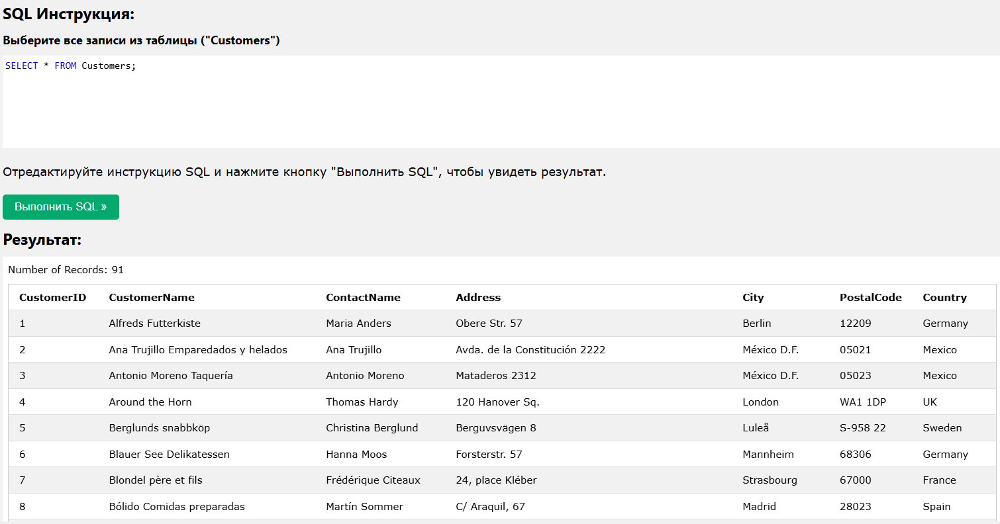 SQL Инструкция:
Выберите все записи из таблицы ("Customers")
SELECT * FROM Customers;
Отредактируйте инструкцию SQL и нажмите кнопку "Выполнить SQL", чтобы увидеть результат.
Выполнить SQL »
Результат:
Number of Records: 91
CustomerID CustomerName ContactName Address City PostalCode Country
1 Alfreds Futterkiste Maria Anders Obere Str. 57 Berlin 12209 Germany
2 Ana Trujillo Emparedados y helados Ana Trujillo Avda. de la Constitución 2222 México D.F. 05021 Mexico
3 Antonio Moreno Taquería Antonio Moreno Mataderos 2312 México D.F. 05023 Mexico
4 Around the Horn Thomas Hardy 120 Hanover Sq. London WA1 1DP UK
5 Berglunds snabbköp Christina Berglund Berguvsvägen 8 Luleå S-958 22 Sweden
6 Blauer See Delikatessen Hanna Moos Forsterstr. 57 Mannheim 68306 Germany
7 Blondel père et fils Frédérique Citeaux 24, place Kléber Strasbourg 67000 France
8 Bólido Comidas preparadas Martín Sommer C/ Araquil, 67 Madrid 28023 Spain